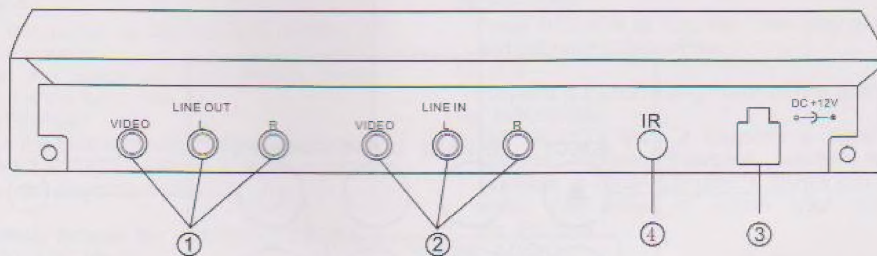 LINE OUT
VIDEO L R
LINE IN
VIDEO L R
IR
DC +12V
① ② ④ ③